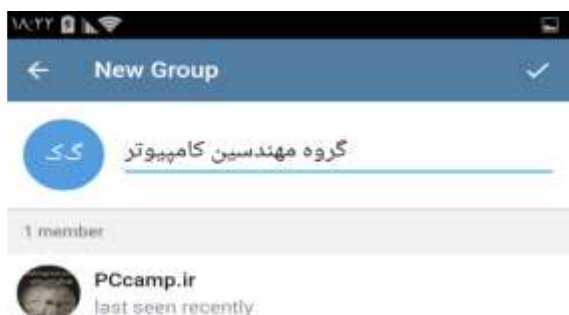 ۱۸:۲۲
New Group
گ.ک
گروه مهندسین کامپیوتر
1 member
PCcamp.ir
last seen recently